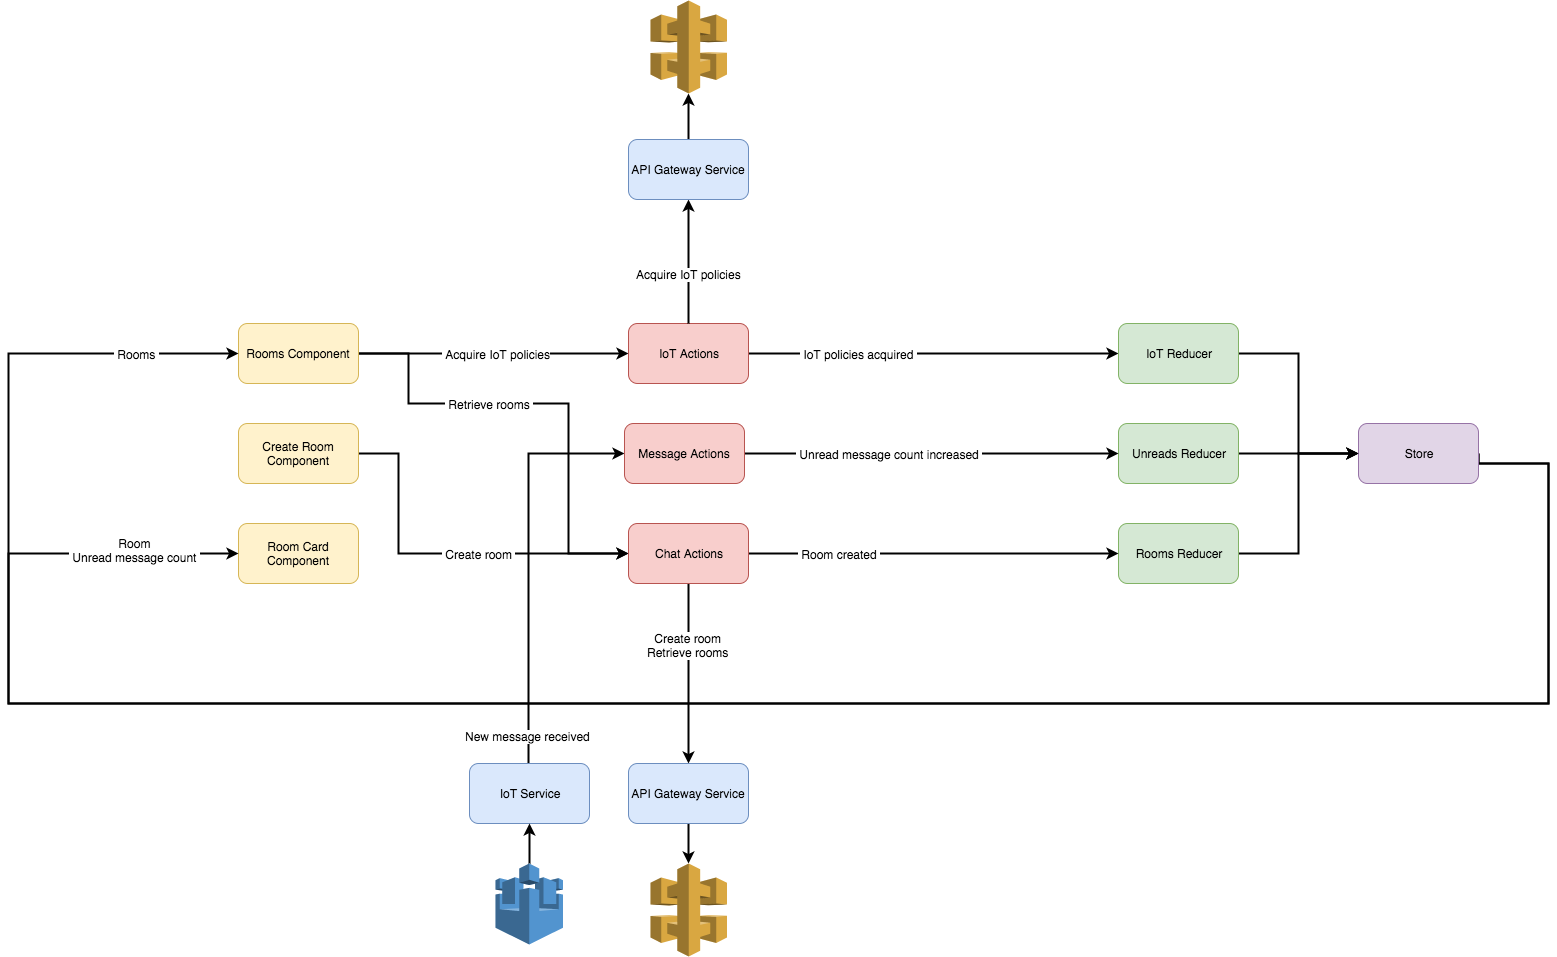 API Gateway Service
Acquire IoT policies
Rooms
Rooms Component
Acquire IoT policies
IoT Actions
IoT policies acquired
IoT Reducer
Retrieve rooms
Create Room
Component
Message Actions
Unread message count increased
Unreads Reducer
Store
Room
Unread message count
Room Card
Component
Create room
Chat Actions
Room created
Rooms Reducer
Create room
Retrieve rooms
New message received
IoT Service
API Gateway Service